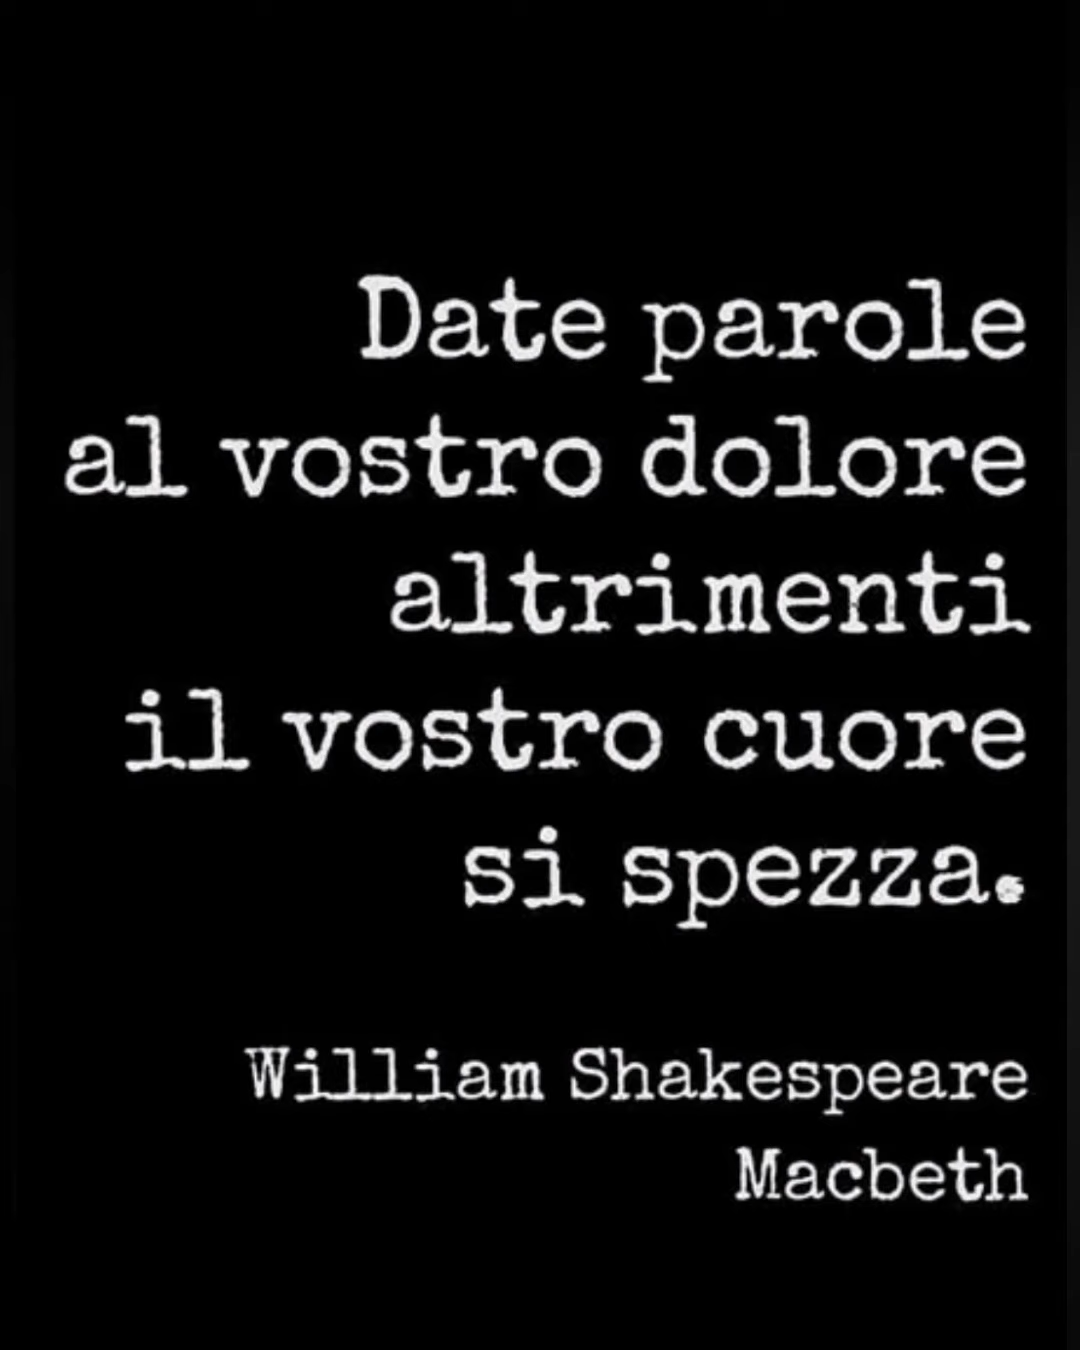 Date parole
al vostro dolore
altrimenti
il vostro cuore
si spezza.
William Shakespeare
Macbeth